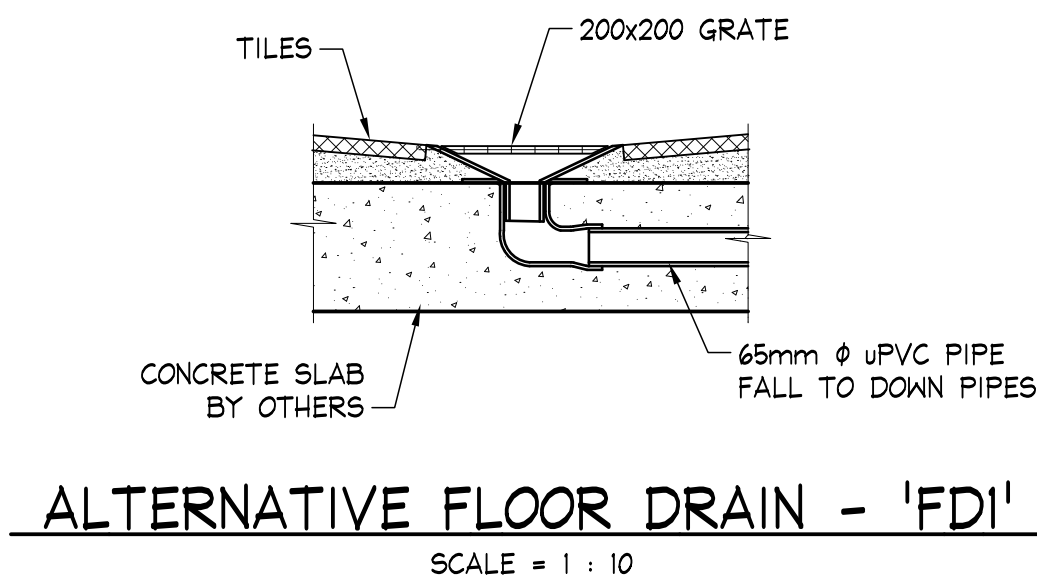 200x200 GRATE
TILES
65mm ϕ uPVC PIPE
FALL TO DOWN PIPES
CONCRETE SLAB
BY OTHERS
ALTERNATIVE FLOOR DRAIN - 'FD1'
SCALE = 1 : 10